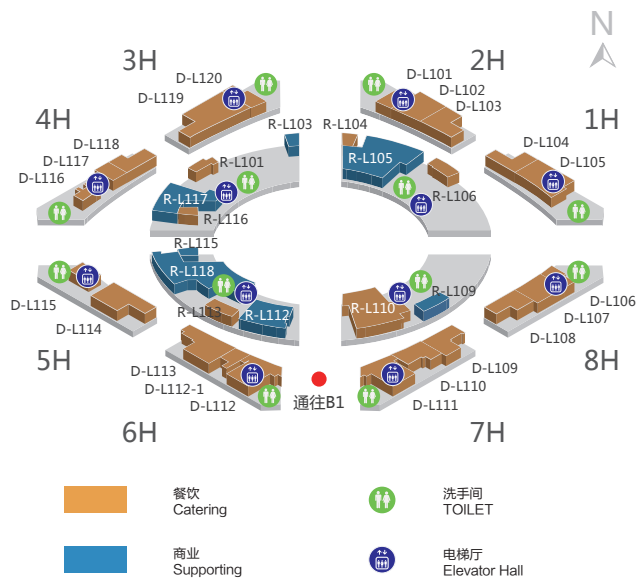 N
3H
2H
D-L120
D-L119
D-L101
D-L102
D-L103
4H
1H
R-L103
R-L104
D-L118
D-L117
D-L116
R-L101
R-L105
D-L104
D-L105
R-L117
R-L116
R-L106
R-L115
R-L118
R-L113
R-L112
R-L110
R-L109
D-L115
D-L114
D-L106
D-L107
D-L108
5H
8H
D-L113
D-L112-1
D-L112
通往B1
D-L109
D-L110
D-L111
6H
7H
餐饮
Catering
洗手间
TOILET
商业
Supporting
电梯厅
Elevator Hall